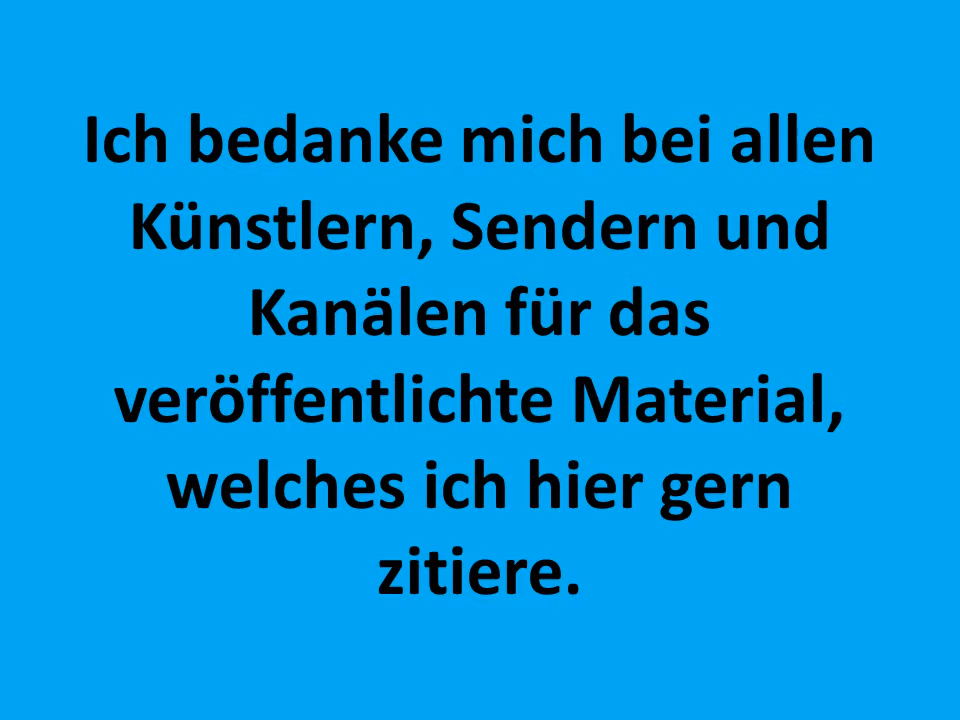 Ich bedanke mich bei allen
Künstlern, Sendern und
Kanälen für das
veröffentlichte Material,
welches ich hier gern
zitiere.